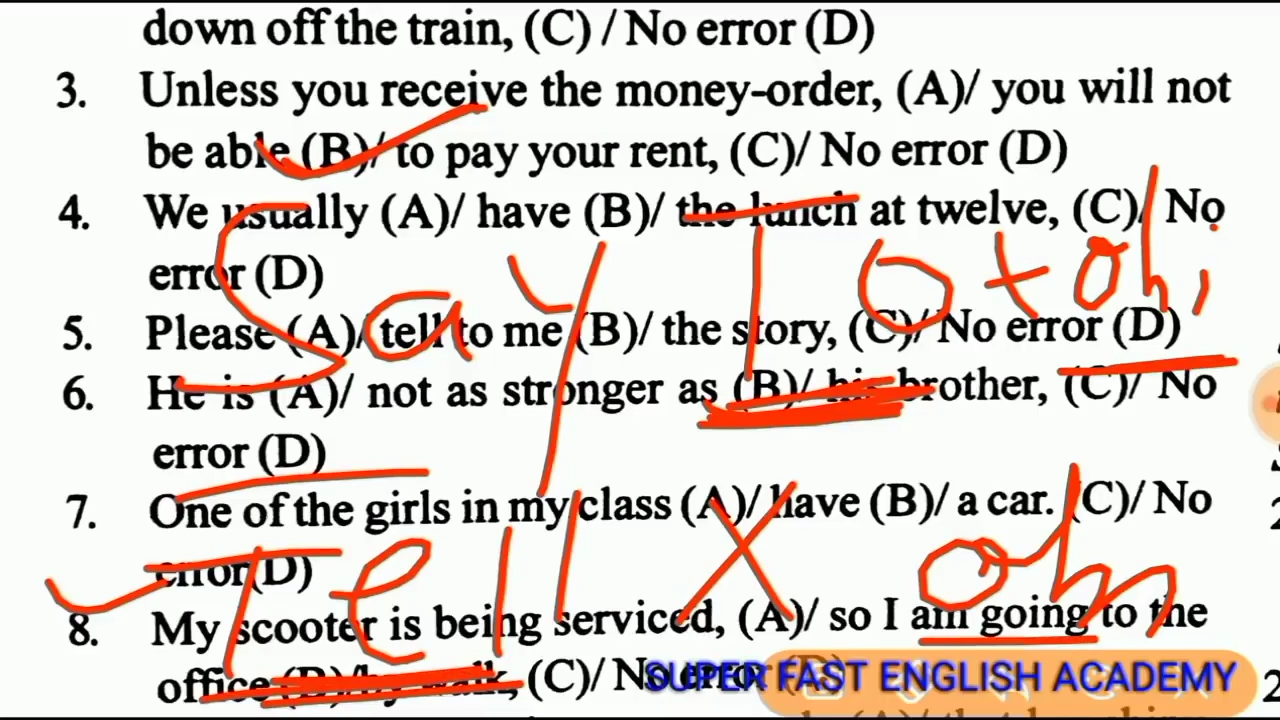 down off the train, (C) / No error (D)
3. Unless you receive the money-order, (A)/ you will not
be able (B)/ to pay your rent, (C)/ No error (D)
4. We usually (A)/ have (B)/ the lunch at twelve, (C)/ No
error (D)
Say To + obj
5. Please (A)/ tell to me (B)/ the story, (C)/ No error (D)
6. He is (A)/ not as stronger as (B)/ his brother, (C)/ No
error (D)
7. One of the girls in my class (A)/ have (B)/ a car. (C)/ No
error(D)
Tell X
8. My scooter is being serviced, (A)/ so I am going to the
office (B)/by walk, (C)/ No error (D)
SUPER FAST ENGLISH ACADEMY